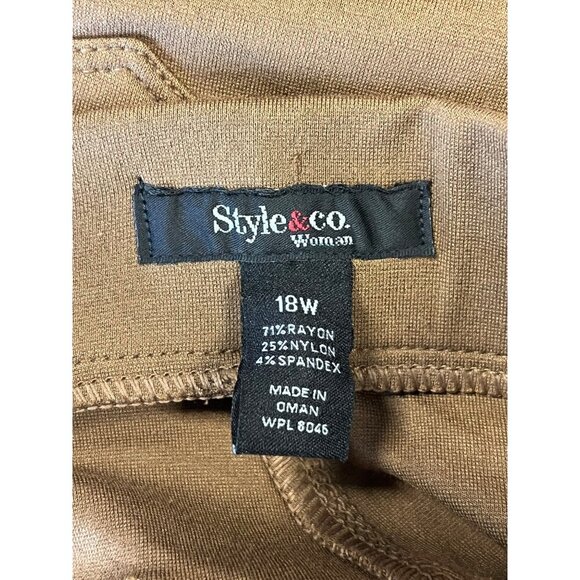 Style&co.
Woman
18W
71%RAYON
25%NYLON
4%SPANDEX
MADE IN
OMAN
WPL 8046